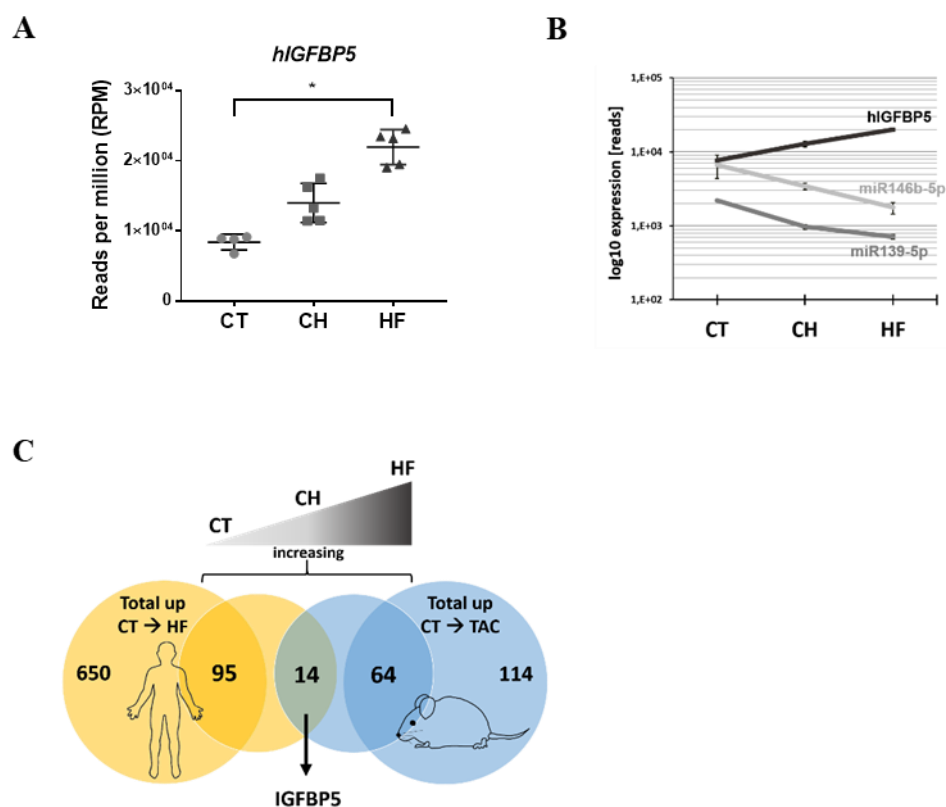 A
hIGFBP5
Reads per million (RPM)
3×10⁰⁴
2×10⁰⁴
1×10⁰⁴
0
*
CT CH HF
B
log10 expression [reads]
1,E+05
1,E+04
1,E+03
1,E+02
hIGFBP5
miR146b-5p
miR139-5p
CT CH HF
C
HF
CH
CT
increasing
Total up
CT → HF
Total up
CT → TAC
650 95 14 64 114
IGFBP5